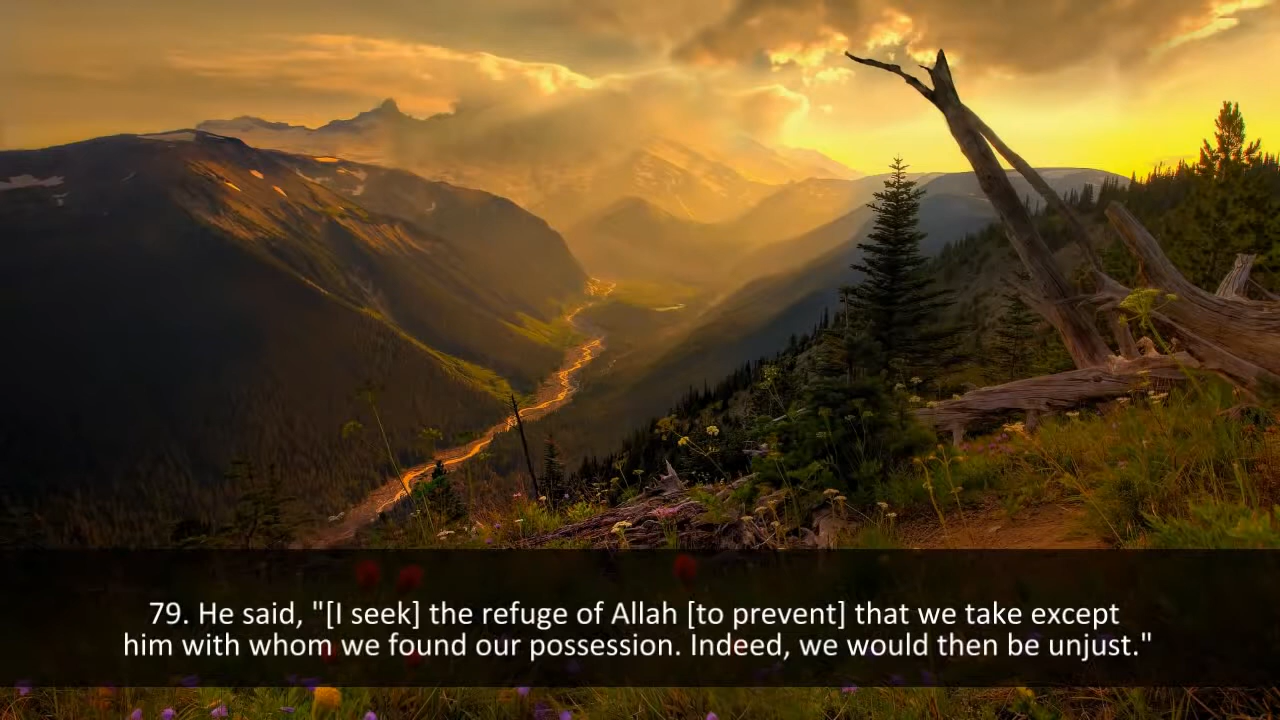 79. He said, "[I seek] the refuge of Allah [to prevent] that we take except
him with whom we found our possession. Indeed, we would then be unjust."